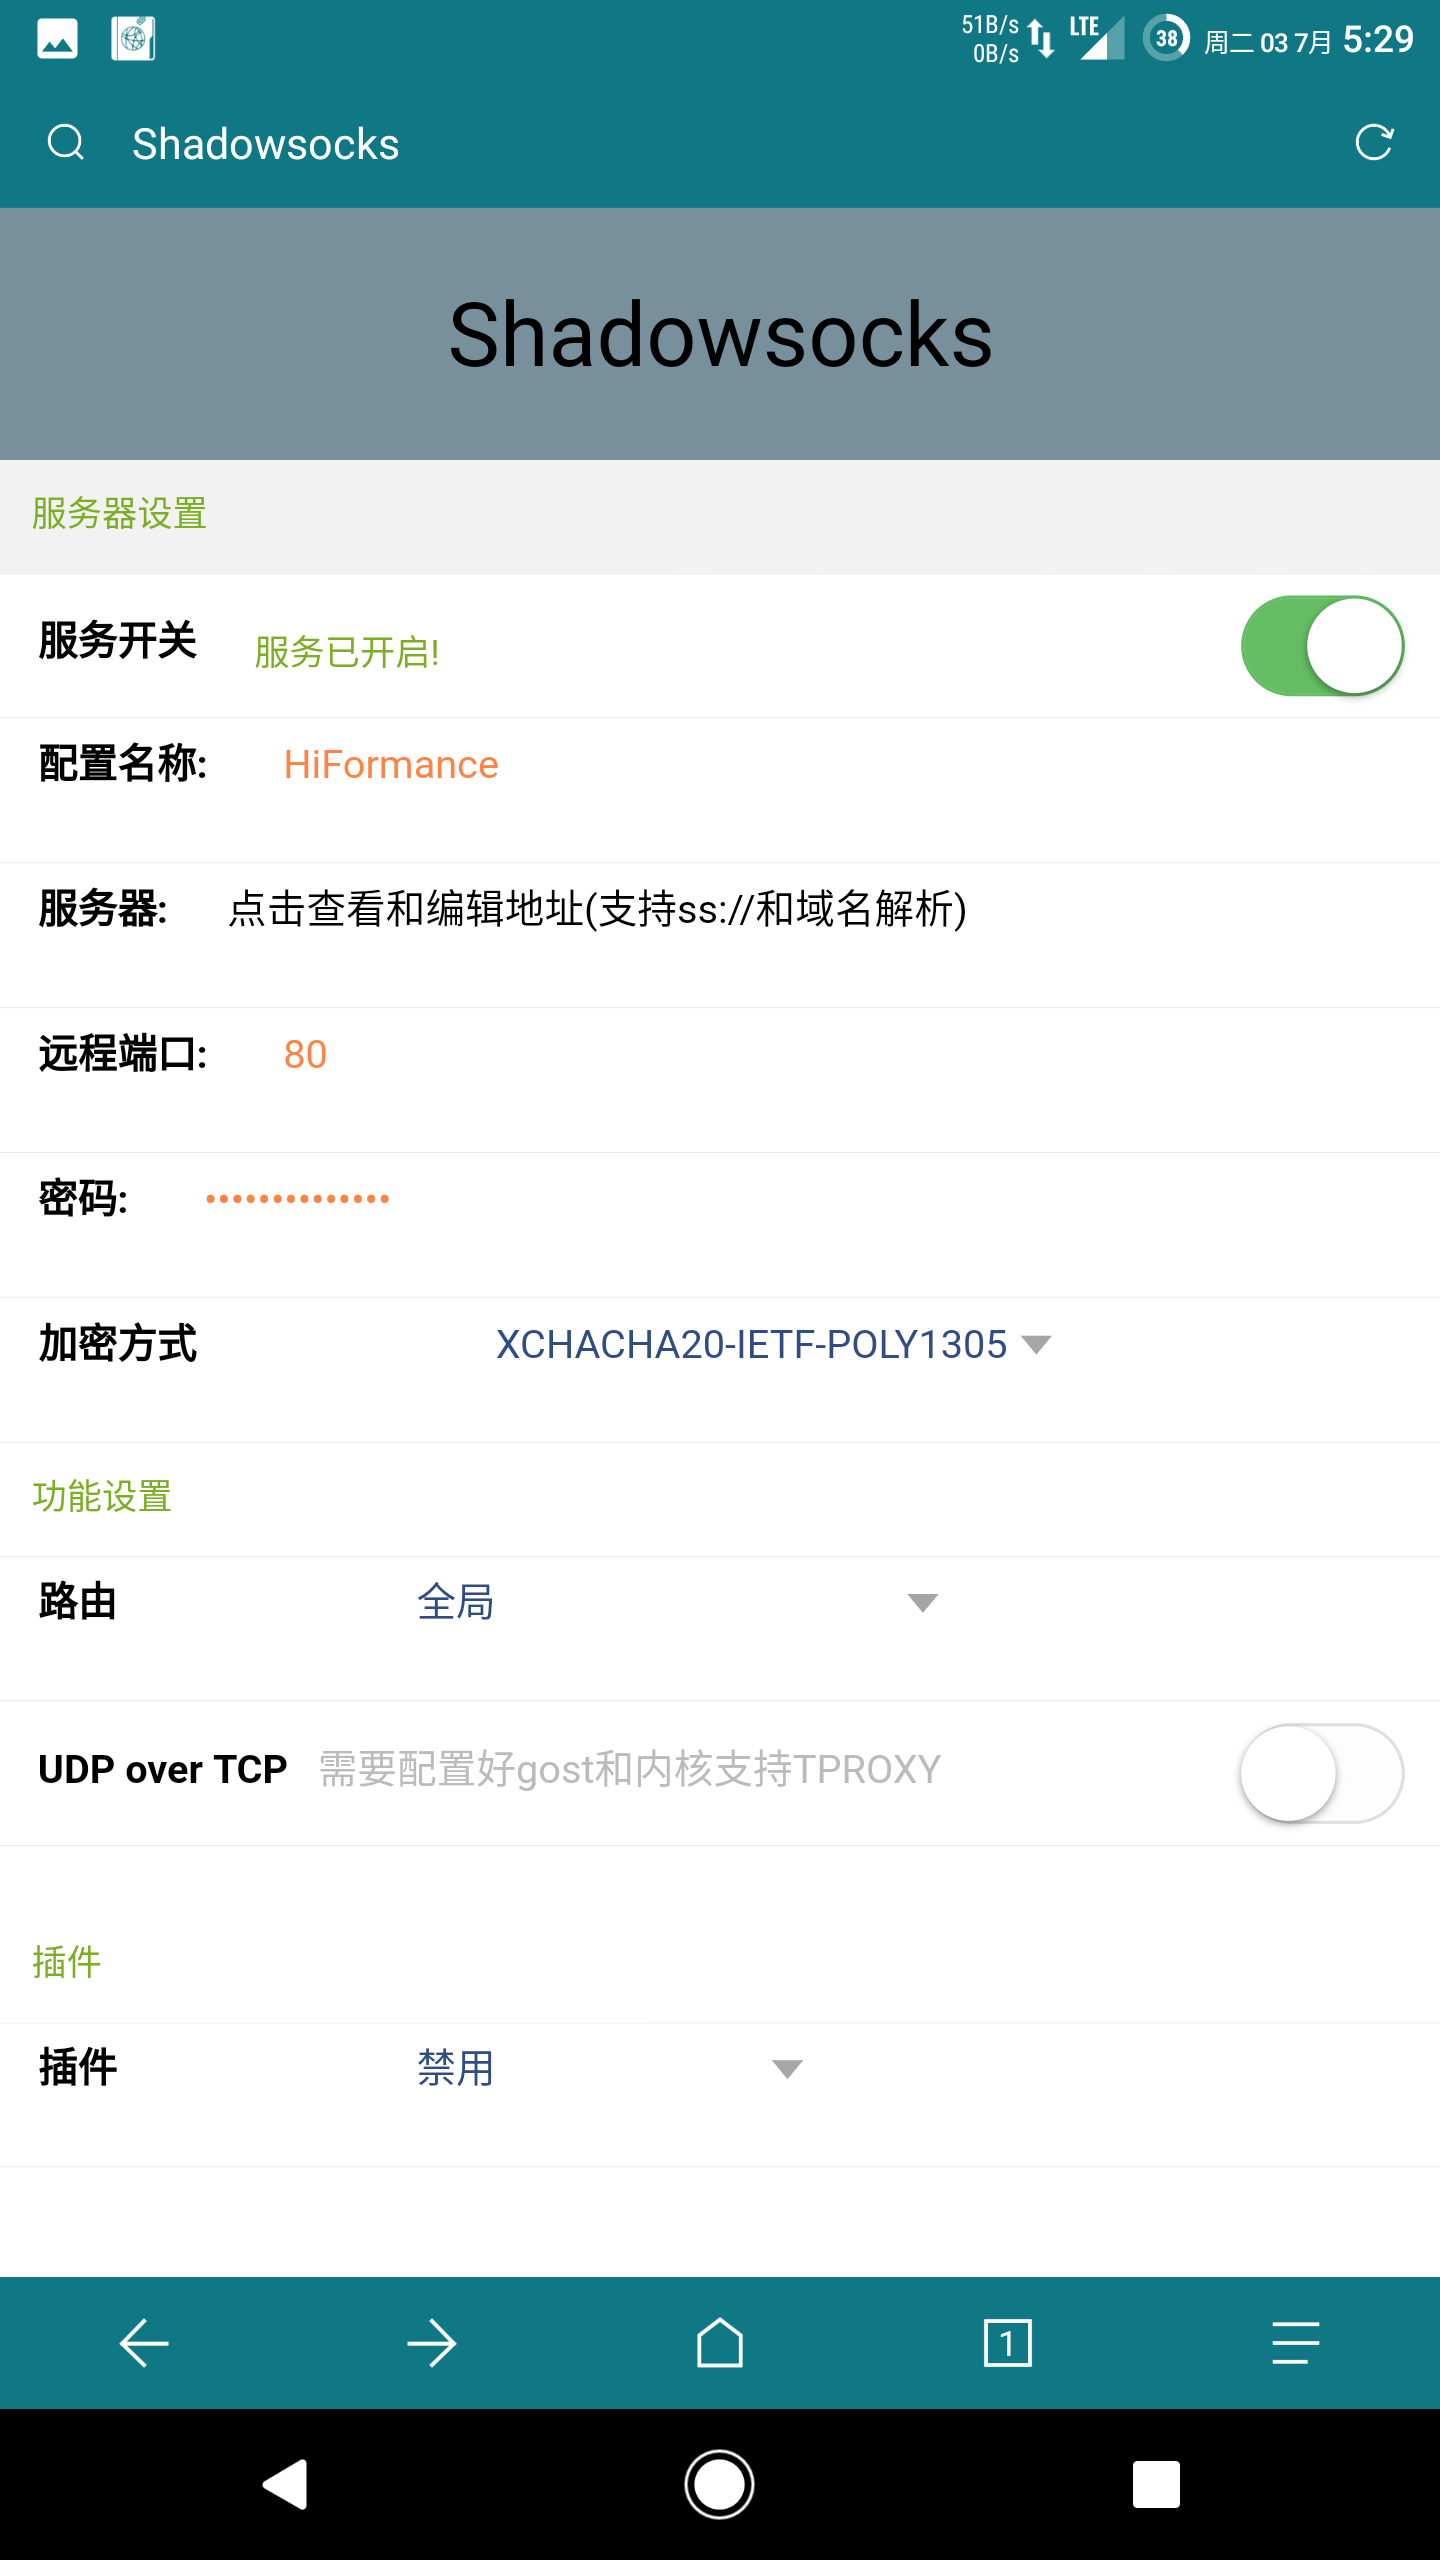 51B/s
0B/s
LTE
38
周二 03 7月 5:29
Shadowsocks
Shadowsocks
服务器设置
服务开关 服务已开启!
配置名称: HiFormance
服务器: 点击查看和编辑地址(支持ss://和域名解析)
远程端口: 80
密码: ••••••••••••••
加密方式 XCHACHA20-IETF-POLY1305
功能设置
路由 全局
UDP over TCP 需要配置好gost和内核支持TPROXY
插件
插件 禁用
1